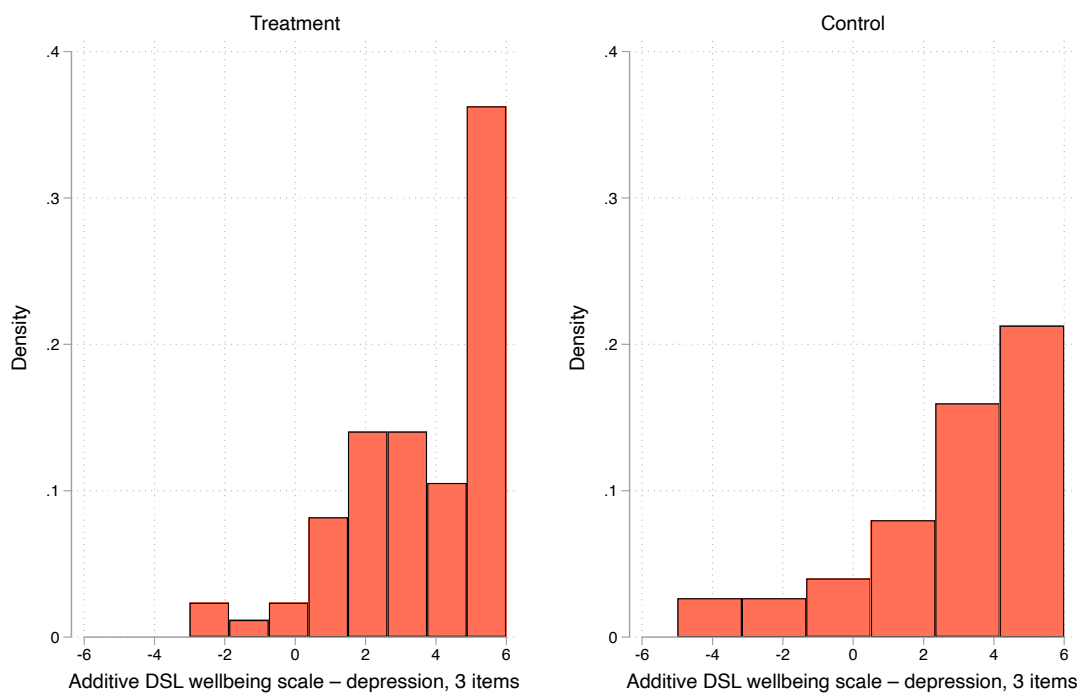 Treatment
.4
.3
.2
.1
0
Density
-6 -4 -2 0 2 4 6
Additive DSL wellbeing scale – depression, 3 items
Control
.4
.3
.2
.1
0
Density
-6 -4 -2 0 2 4 6
Additive DSL wellbeing scale – depression, 3 items